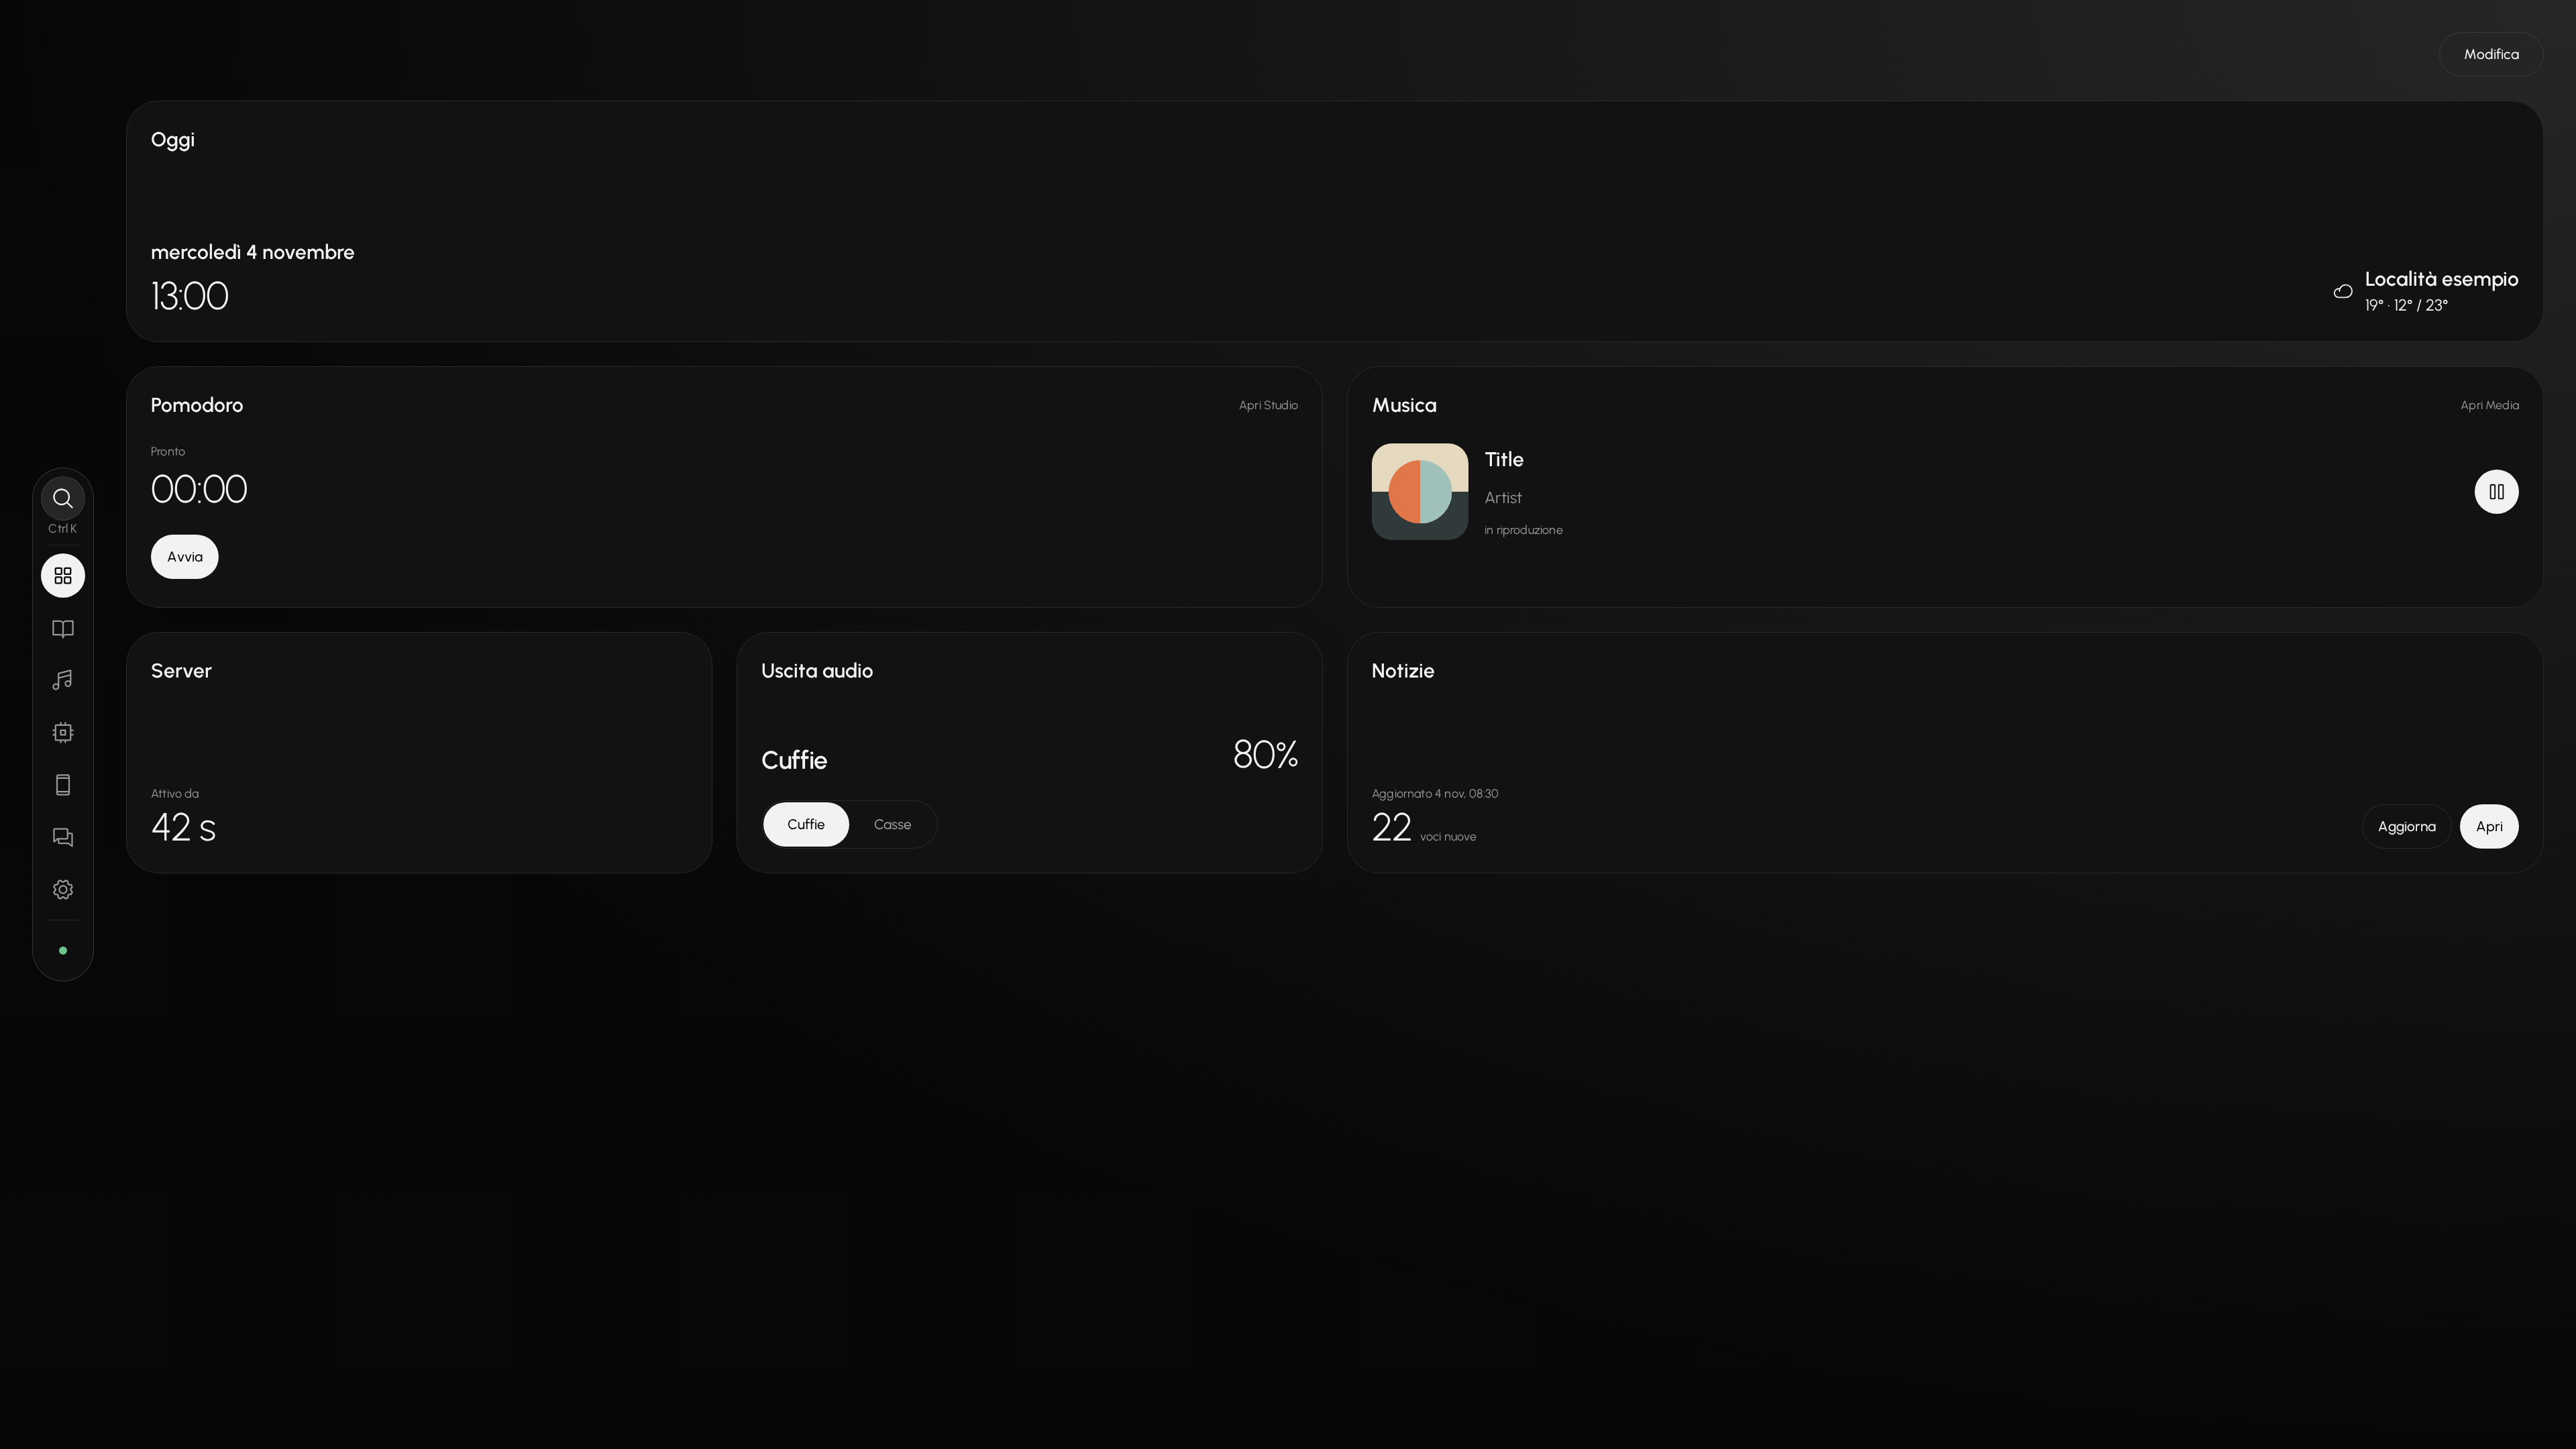 Modifica
Oggi
mercoledì 4 novembre
13:00
Località esempio
19° · 12° / 23°
Pomodoro
Apri Studio
Pronto
00:00
Avvia
Musica
Apri Media
Title
Artist
in riproduzione
Ctrl K
Server
Attivo da
42 s
Uscita audio
Cuffie
80%
Cuffie
Casse
Notizie
Aggiornato 4 nov, 08:30
22 voci nuove
Aggiorna
Apri